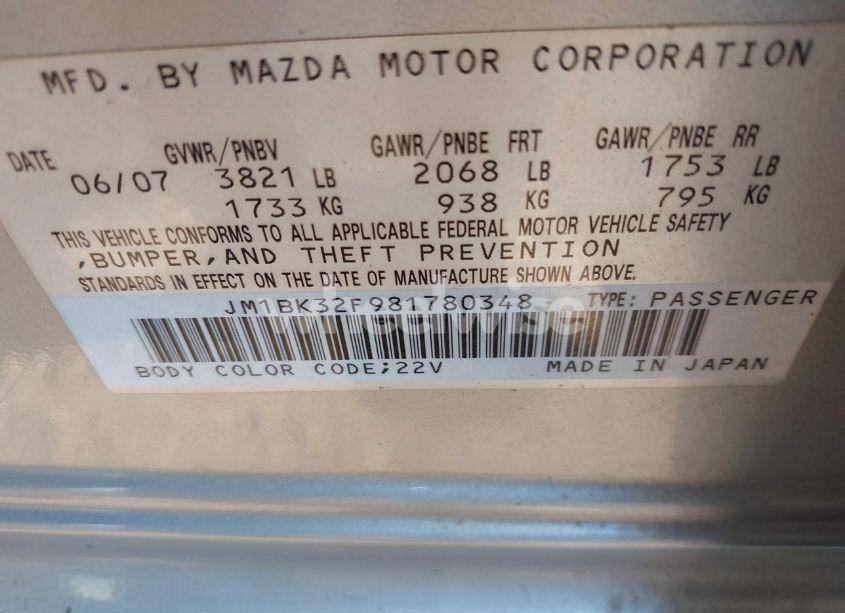 MFD. BY MAZDA MOTOR CORPORATION
DATE GVWR/PNBV GAWR/PNBE FRT GAWR/PNBE RR
06/07 3821 LB 2068 LB 1753 LB
1733 KG 938 KG 795 KG
THIS VEHICLE CONFORMS TO ALL APPLICABLE FEDERAL MOTOR VEHICLE SAFETY
,BUMPER,AND THEFT PREVENTION
STANDARDS IN EFFECT ON THE DATE OF MANUFACTURE SHOWN ABOVE.
JM1BK32F981780348 TYPE: PASSENGER
wheelwise
BODY COLOR CODE;22V MADE IN JAPAN